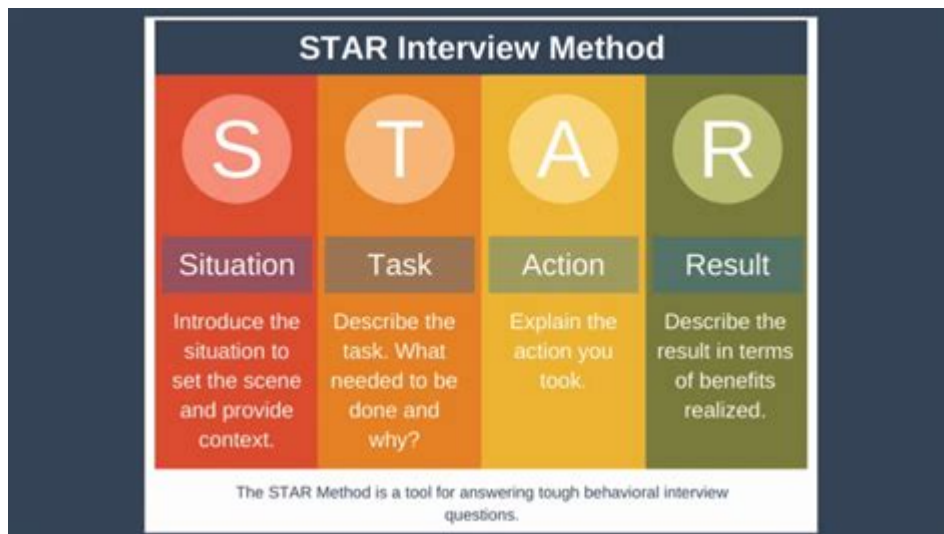 STAR Interview Method
S
T
A
R
Situation
Introduce the
situation to
set the scene
and provide
context.
Task
Describe the
task. What
needed to be
done and
why?
Action
Explain the
action you
took.
Result
Describe the
result in terms
of benefits
realized.
The STAR Method is a tool for answering tough behavioral interview
questions.